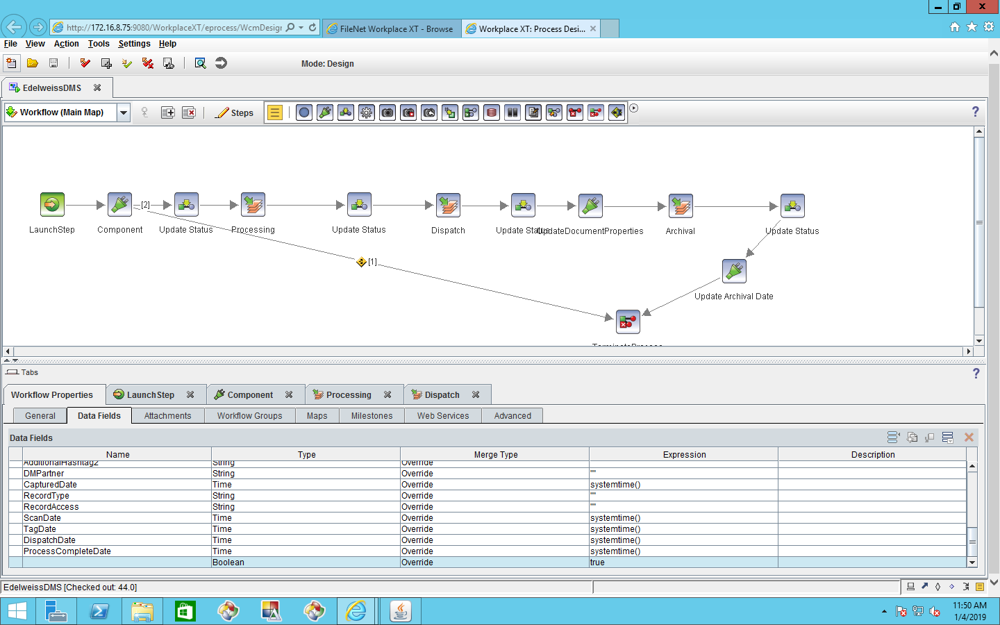 http://172.16.8.75:9080/WorkplaceXT/eprocess/WcmDesigr
FileNet Workplace XT - Browse
Workplace XT: Process Desi...
File View Action Tools Settings Help
Mode: Design
EdelweissDMS
Workflow (Main Map)
Steps
?
[2]
LaunchStep
Component
Update Status
Processing
Update Status
Dispatch
Update Status
UpdateDocumentProperties
Archival
Update Status
[1]
Update Archival Date
TerminateProcess
Tabs
?
Workflow Properties
LaunchStep
Component
Processing
Dispatch
General
Data Fields
Attachments
Workflow Groups
Maps
Milestones
Web Services
Advanced
Data Fields
Name Type Merge Type Expression Description
AdditionalHashtag2 String Override
DMPartner String Override ""
CapturedDate Time Override systemtime()
RecordType String Override ""
RecordAccess String Override ""
ScanDate Time Override systemtime()
TagDate Time Override systemtime()
DispatchDate Time Override systemtime()
ProcessCompleteDate Time Override systemtime()
Boolean Override true
EdelweissDMS [Checked out: 44.0]
11:50 AM
1/4/2019